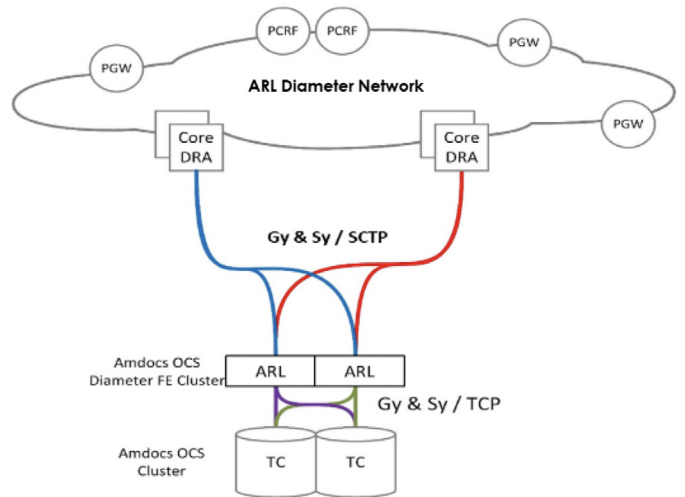 PCRF PCRF
PGW
PGW
ARL Diameter Network
PGW
Core
DRA
Core
DRA
Gy & Sy / SCTP
Amdocs OCS
Diameter FE Cluster
ARL ARL
Gy & Sy / TCP
Amdocs OCS
Cluster
TC TC